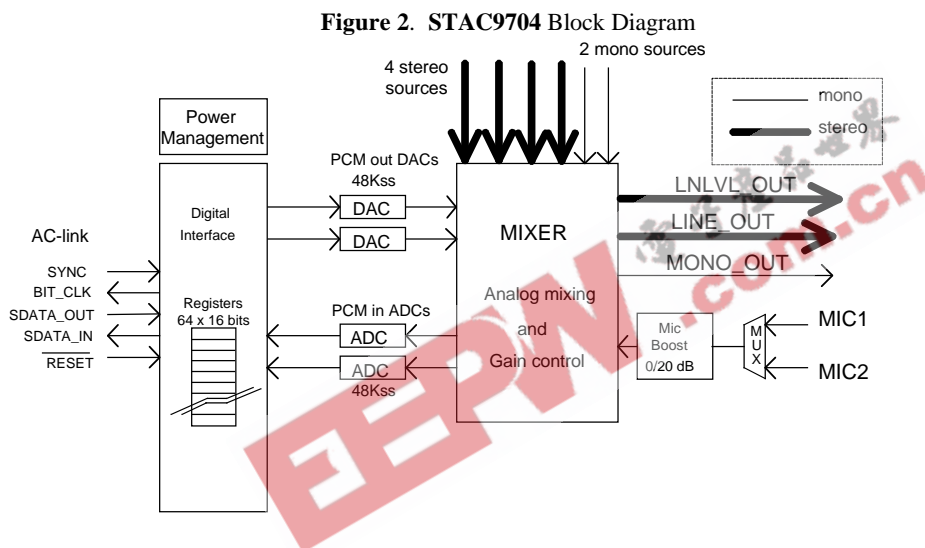 Figure 2. STAC9704 Block Diagram
2 mono sources
4 stereo
sources
mono
stereo
Power
Management
PCM out DACs
48Kss
DAC
DAC
Digital
Interface
MIXER
LNLVL_OUT
LINE_OUT
MONO_OUT
AC-link
SYNC
BIT_CLK
SDATA_OUT
SDATA_IN
RESET
Registers
64 x 16 bits
PCM in ADCs
ADC
ADC
48Kss
Analog mixing
and
Gain control
Mic
Boost
0/20 dB
MUX
MIC1
MIC2
EEPW.com.cn